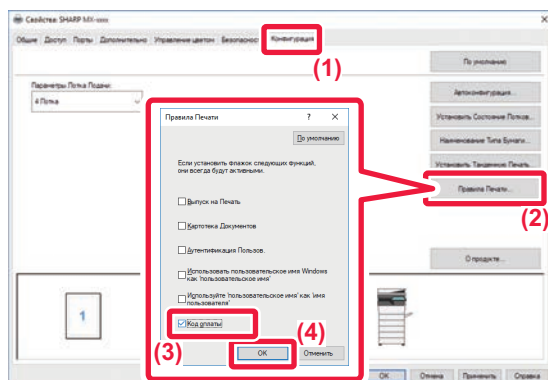 Свойства: SHARP MX-xxxx
Общие Доступ Порты Дополнительно Управление цветом Безопасность Конфигурация
(1)
По умолчанию
Параметры Лотка Подачи:
4 Лотка
Автоконфигурация...
Установить Состояние Лотков...
Наименование Типа Бумаги...
Установить Тандемную Печать...
Правила Печати...
(2)
О продукте...
Правила Печати ? X
По умолчанию
Если установить флажок следующих функций,
они всегда будут активными.
Выпуск на Печать
Картотека Документов
Аутентификация Пользов.
Использовать пользовательское имя Windows
как 'пользовательское имя'
Используйте 'пользовательское имя' как 'имя
пользователя'
Код оплаты
(3)
(4)
OK Отменить
1
OK Отмена Применить Справка